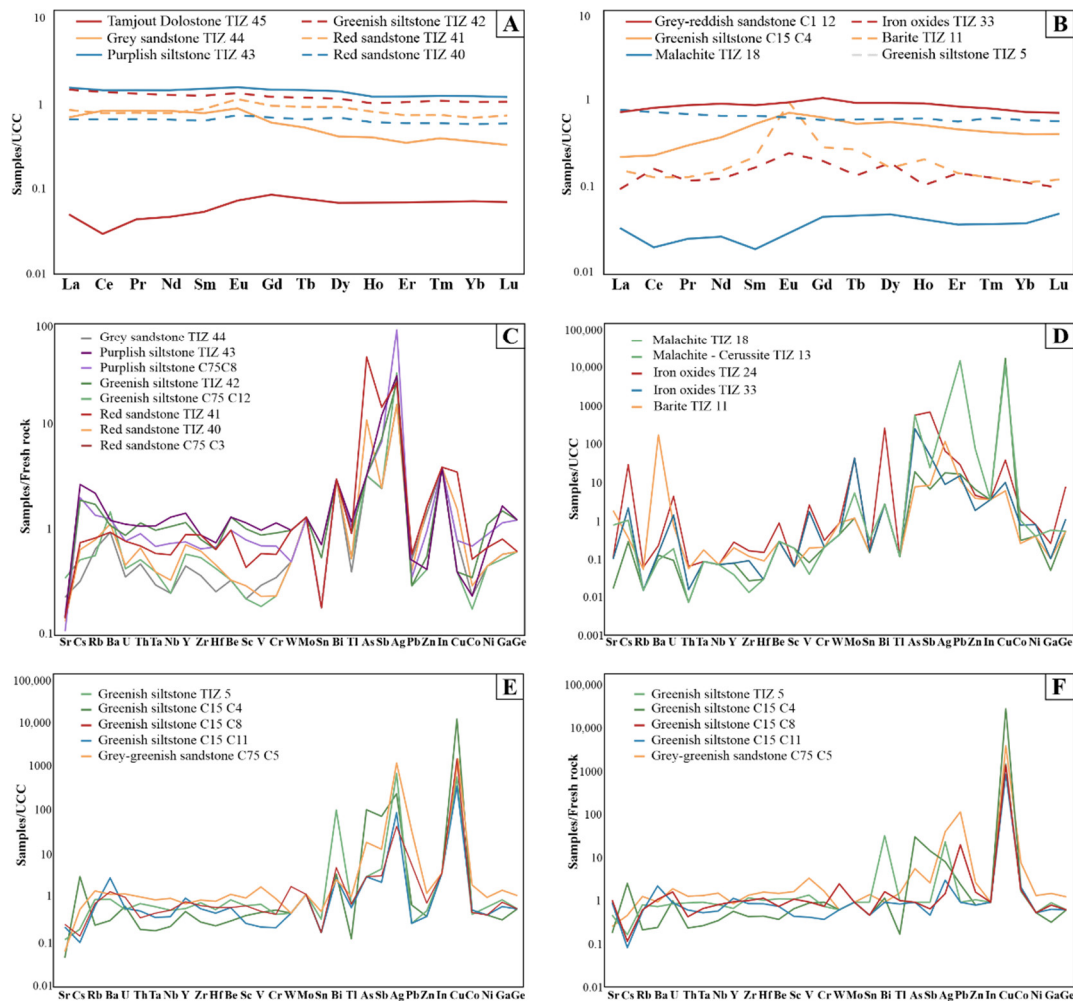 A
Tamjout Dolostone TIZ 45
Grey sandstone TIZ 44
Purplish siltstone TIZ 43
Greenish siltstone TIZ 42
Red sandstone TIZ 41
Red sandstone TIZ 40
Samples/UCC
10
1
0.1
0.01
La Ce Pr Nd Sm Eu Gd Tb Dy Ho Er Tm Yb Lu
B
Grey-reddish sandstone C1 12
Greenish siltstone C15 C4
Malachite TIZ 18
Iron oxides TIZ 33
Barite TIZ 11
Greenish siltstone TIZ 5
Samples/UCC
10
1
0.1
0.01
La Ce Pr Nd Sm Eu Gd Tb Dy Ho Er Tm Yb Lu
C
Grey sandstone TIZ 44
Purplish siltstone TIZ 43
Purplish siltstone C75C8
Greenish siltstone TIZ 42
Greenish siltstone C75 C12
Red sandstone TIZ 41
Red sandstone TIZ 40
Red sandstone C75 C3
Samples/Fresh rock
100
10
1
0.1
Sr Cs Rb Ba U Th Ta Nb Y Zr Hf Be Sc V Cr W Mo Sn Bi Tl As Sb Ag Pb Zn In Cu Co Ni Ga Ge
D
Malachite TIZ 18
Malachite - Cerussite TIZ 13
Iron oxides TIZ 24
Iron oxides TIZ 33
Barite TIZ 11
Samples/UCC
100,000
10,000
1000
100
10
1
0.1
0.01
0.001
Sr Cs Rb Ba U Th Ta Nb Y Zr Hf Be Sc V Cr W Mo Sn Bi Tl As Sb Ag Pb Zn In Cu Co Ni Ga Ge
E
Greenish siltstone TIZ 5
Greenish siltstone C15 C4
Greenish siltstone C15 C8
Greenish siltstone C15 C11
Grey-greenish sandstone C75 C5
Samples/UCC
100,000
10,000
1000
100
10
1
0.1
0.01
Sr Cs Rb Ba U Th Ta Nb Y Zr Hf Be Sc V Cr W Mo Sn Bi Tl As Sb Ag Pb Zn In Cu Co Ni Ga Ge
F
Greenish siltstone TIZ 5
Greenish siltstone C15 C4
Greenish siltstone C15 C8
Greenish siltstone C15 C11
Grey-greenish sandstone C75 C5
Samples/Fresh rock
100,000
10,000
1000
100
10
1
0.1
0.01
Sr Cs Rb Ba U Th Ta Nb Y Zr Hf Be Sc V Cr W Mo Sn Bi Tl As Sb Ag Pb Zn In Cu Co Ni Ga Ge